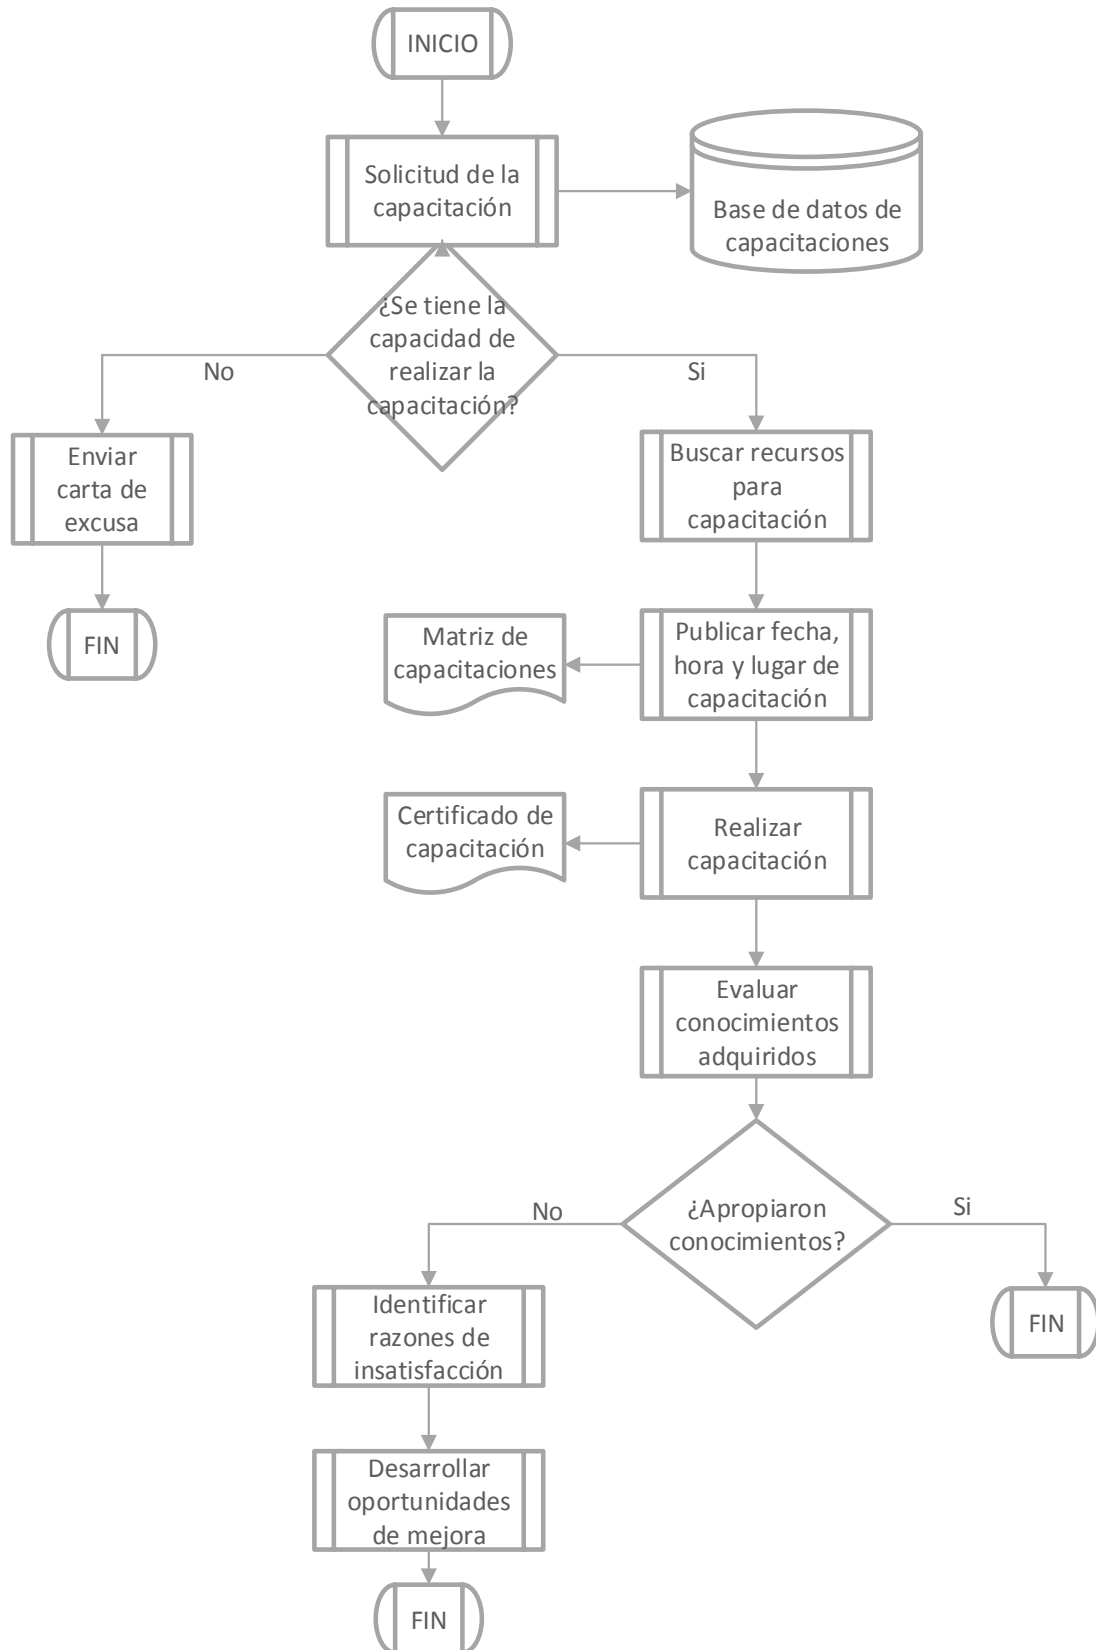 INICIO
Solicitud de la
capacitación
Base de datos de
capacitaciones
¿Se tiene la
capacidad de
realizar la
capacitación?
No
Si
Enviar
carta de
excusa
Buscar recursos
para
capacitación
FIN
Matriz de
capacitaciones
Publicar fecha,
hora y lugar de
capacitación
Certificado de
capacitación
Realizar
capacitación
Evaluar
conocimientos
adquiridos
¿Apropiaron
conocimientos?
No
Si
Identificar
razones de
insatisfacción
FIN
Desarrollar
oportunidades
de mejora
FIN